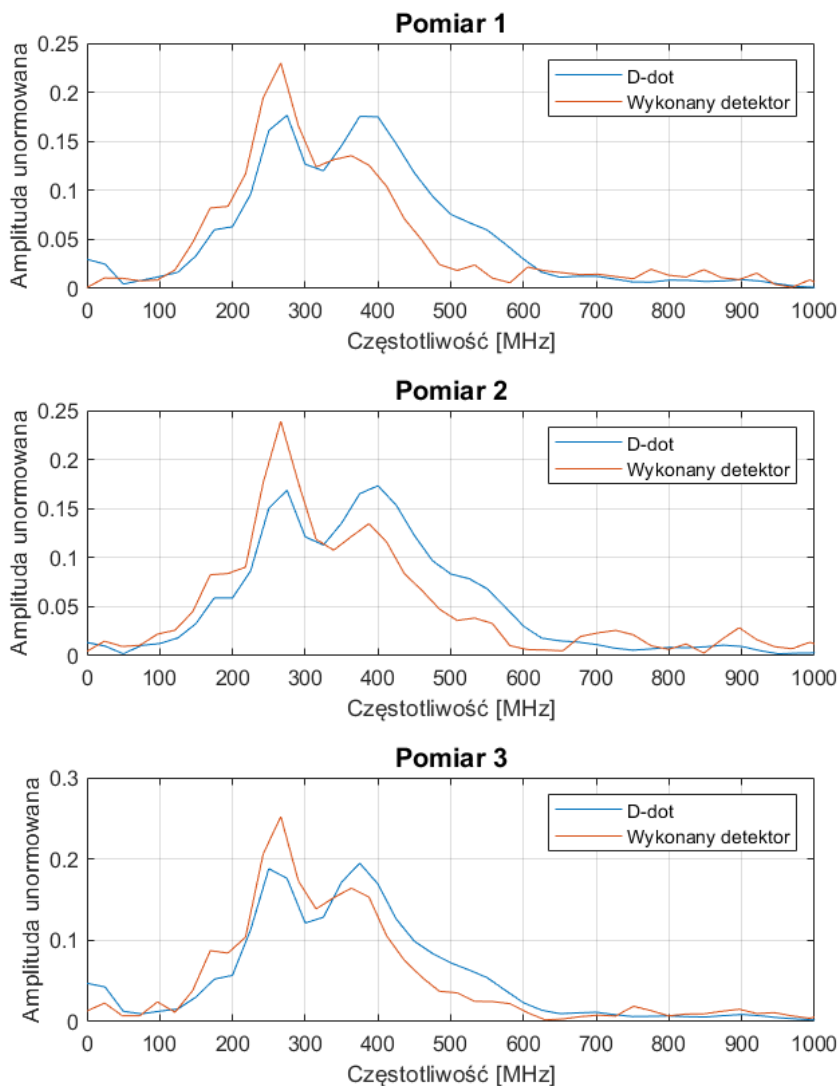 Pomiar 1
0.25
0.2
0.15
0.1
0.05
0
Amplituda unormowana
D-dot
Wykonany detektor
0 100 200 300 400 500 600 700 800 900 1000
Częstotliwość [MHz]
Pomiar 2
0.25
0.2
0.15
0.1
0.05
0
Amplituda unormowana
D-dot
Wykonany detektor
0 100 200 300 400 500 600 700 800 900 1000
Częstotliwość [MHz]
Pomiar 3
0.3
0.2
0.1
0
Amplituda unormowana
D-dot
Wykonany detektor
0 100 200 300 400 500 600 700 800 900 1000
Częstotliwość [MHz]